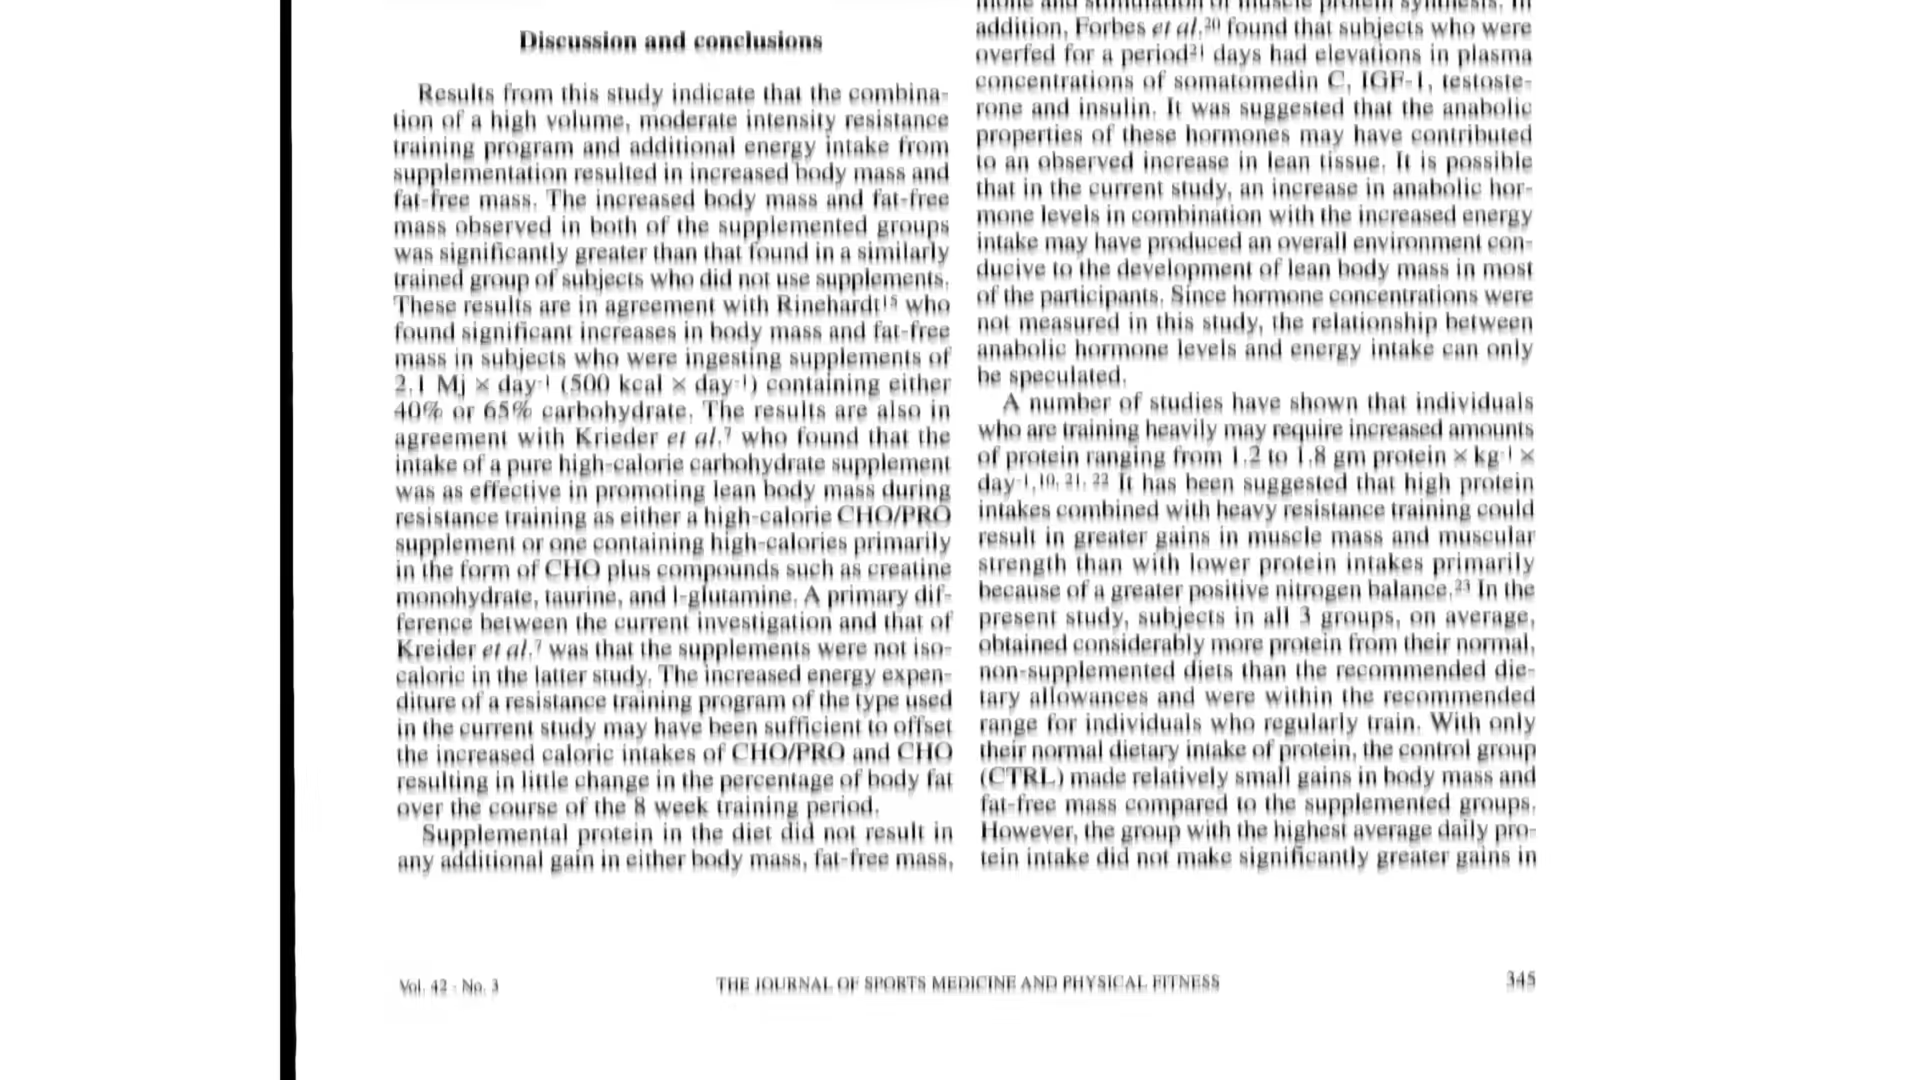 Discussion and conclusions
Results from this study indicate that the combina-
tion of a high volume, moderate intensity resistance
training program and additional energy intake from
supplementation resulted in increased body mass and
fat-free mass. The increased body mass and fat-free
mass observed in both of the supplemented groups
was significantly greater than that found in a similarly
trained group of subjects who did not use supplements.
These results are in agreement with Rinehardt15 who
found significant increases in body mass and fat-free
mass in subjects who were ingesting supplements of
2.1 Mj × day-1 (500 kcal × day-1) containing either
40% or 65% carbohydrate. The results are also in
agreement with Krieder et al.7 who found that the
intake of a pure high-calorie carbohydrate supplement
was as effective in promoting lean body mass during
resistance training as either a high-calorie CHO/PRO
supplement or one containing high-calories primarily
in the form of CHO plus compounds such as creatine
monohydrate, taurine, and l-glutamine. A primary dif-
ference between the current investigation and that of
Kreider et al.7 was that the supplements were not iso-
caloric in the latter study. The increased energy expen-
diture of a resistance training program of the type used
in the current study may have been sufficient to offset
the increased caloric intakes of CHO/PRO and CHO
resulting in little change in the percentage of body fat
over the course of the 8 week training period.
Supplemental protein in the diet did not result in
any additional gain in either body mass, fat-free mass,
mone and stimulation of muscle protein synthesis. In
addition, Forbes et al.20 found that subjects who were
overfed for a period21 days had elevations in plasma
concentrations of somatomedin C, IGF-1, testoste-
rone and insulin. It was suggested that the anabolic
properties of these hormones may have contributed
to an observed increase in lean tissue. It is possible
that in the current study, an increase in anabolic hor-
mone levels in combination with the increased energy
intake may have produced an overall environment con-
ducive to the development of lean body mass in most
of the participants. Since hormone concentrations were
not measured in this study, the relationship between
anabolic hormone levels and energy intake can only
be speculated.
A number of studies have shown that individuals
who are training heavily may require increased amounts
of protein ranging from 1.2 to 1.8 gm protein × kg-1 ×
day-1.10, 21, 22 It has been suggested that high protein
intakes combined with heavy resistance training could
result in greater gains in muscle mass and muscular
strength than with lower protein intakes primarily
because of a greater positive nitrogen balance.23 In the
present study, subjects in all 3 groups, on average,
obtained considerably more protein from their normal,
non-supplemented diets than the recommended die-
tary allowances and were within the recommended
range for individuals who regularly train. With only
their normal dietary intake of protein, the control group
(CTRL) made relatively small gains in body mass and
fat-free mass compared to the supplemented groups.
However, the group with the highest average daily pro-
tein intake did not make significantly greater gains in
Vol. 42 - No. 3
THE JOURNAL OF SPORTS MEDICINE AND PHYSICAL FITNESS
345